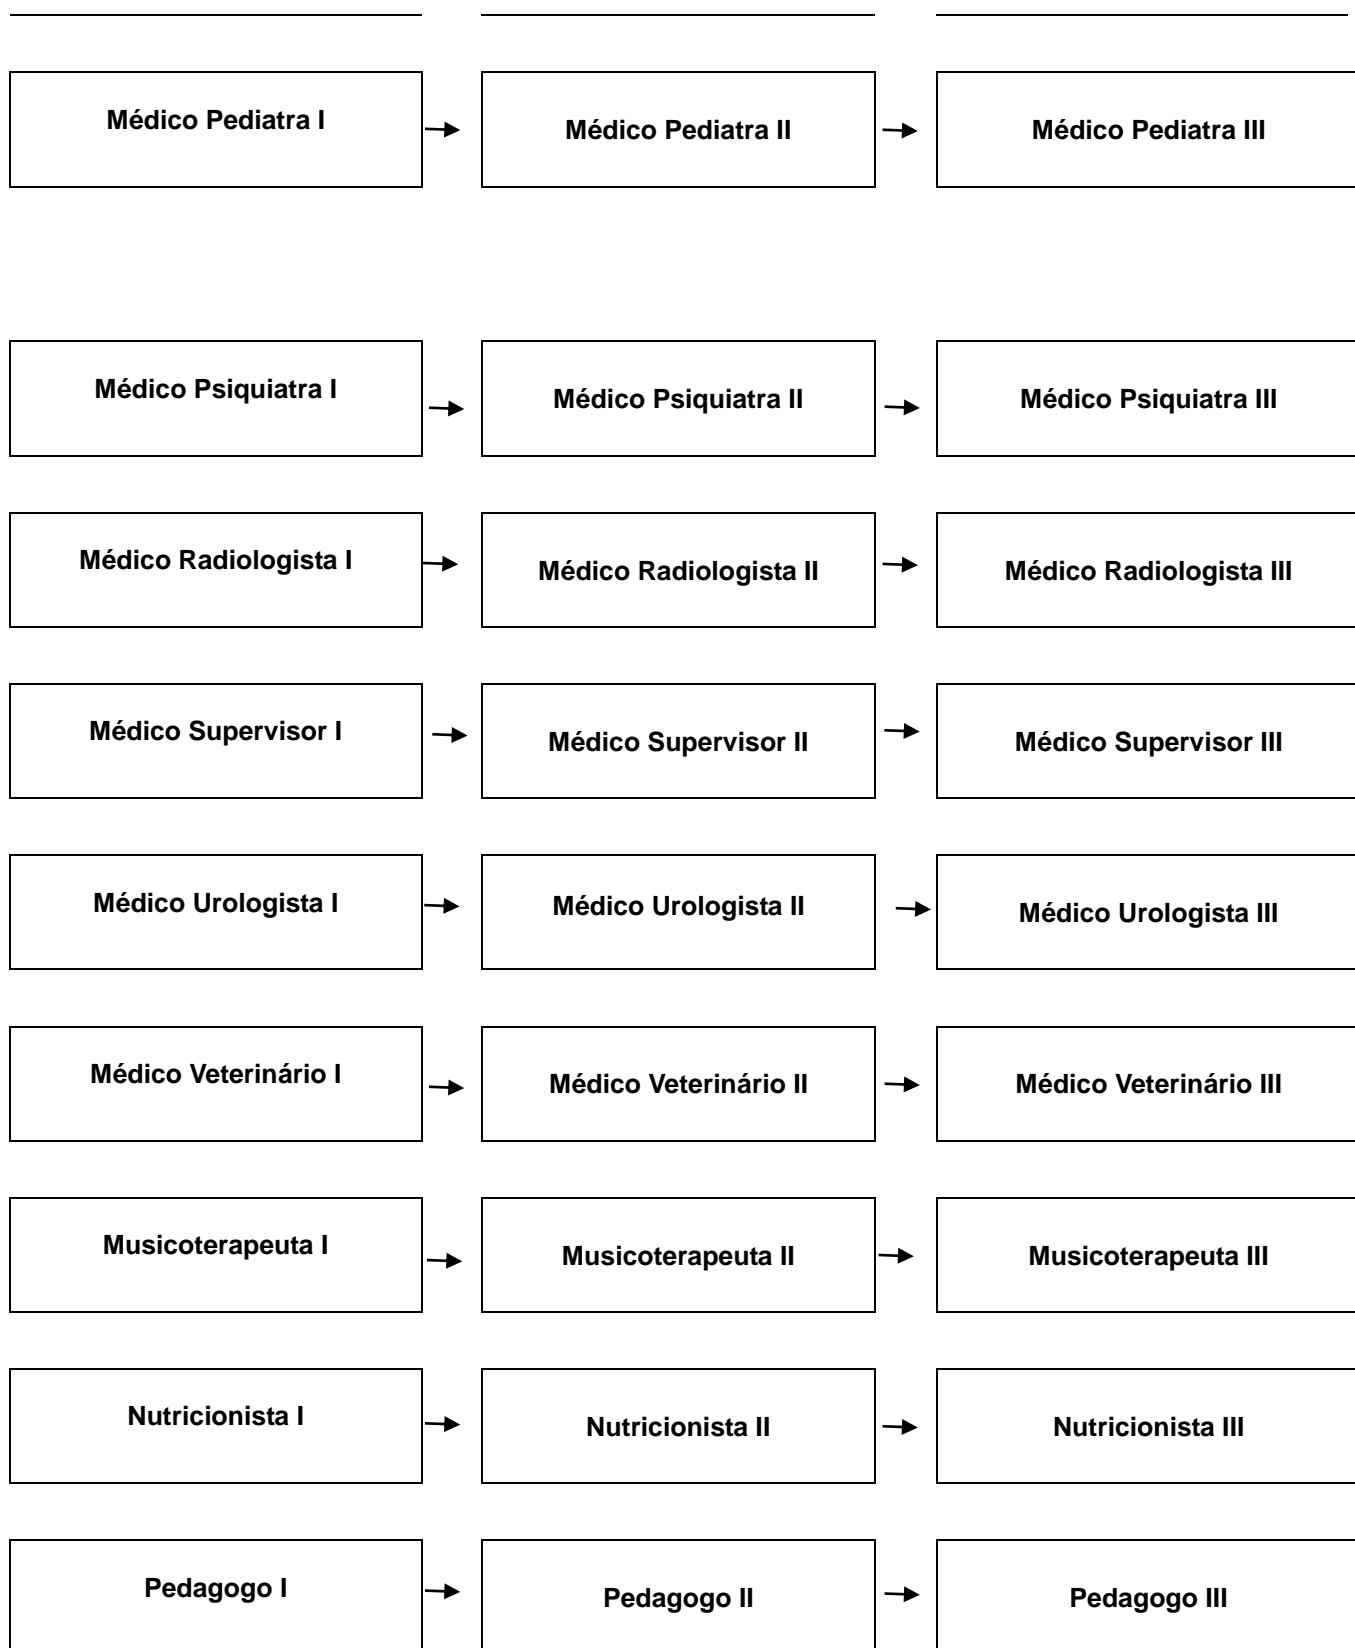 Médico Pediatra I
Médico Pediatra II
Médico Pediatra III
Médico Psiquiatra I
Médico Psiquiatra II
Médico Psiquiatra III
Médico Radiologista I
Médico Radiologista II
Médico Radiologista III
Médico Supervisor I
Médico Supervisor II
Médico Supervisor III
Médico Urologista I
Médico Urologista II
Médico Urologista III
Médico Veterinário I
Médico Veterinário II
Médico Veterinário III
Musicoterapeuta I
Musicoterapeuta II
Musicoterapeuta III
Nutricionista I
Nutricionista II
Nutricionista III
Pedagogo I
Pedagogo II
Pedagogo III